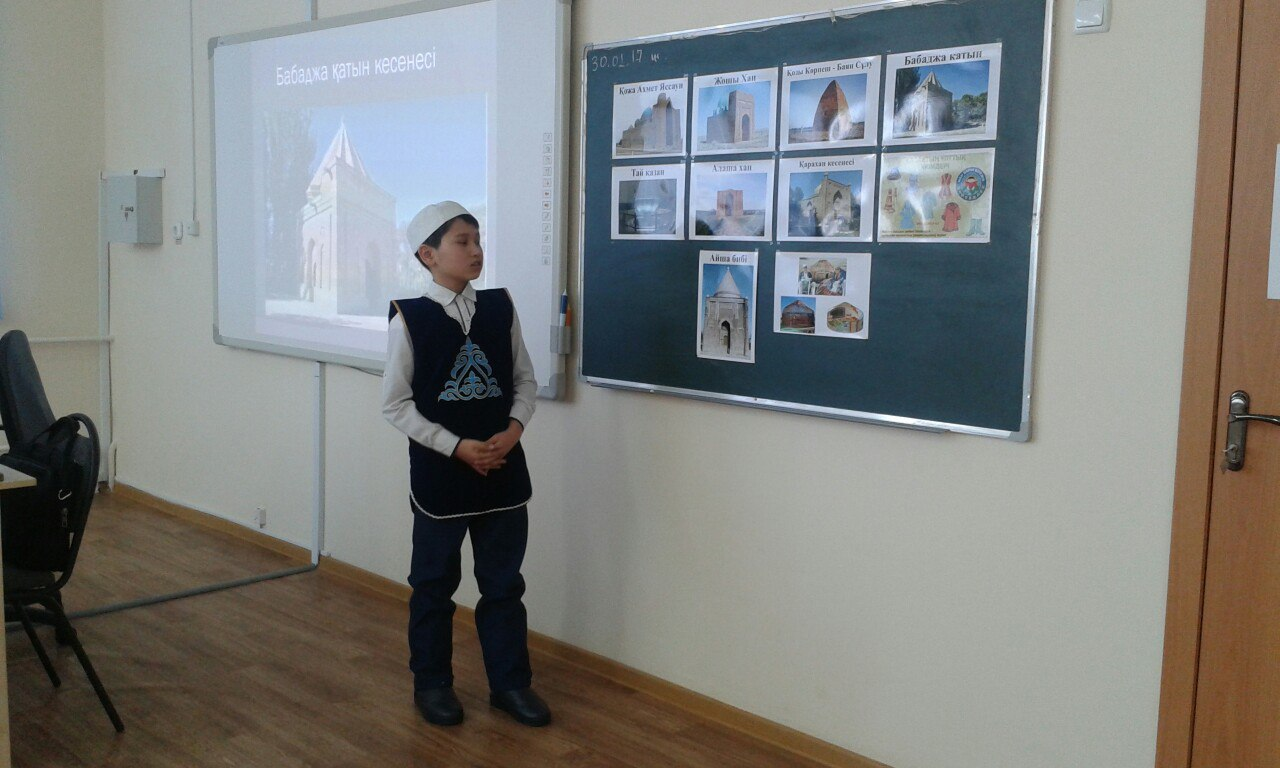 Бабаджа қатын кесенесі
30.01.17
Қожа Ахмет Яссауи
Жошы Хан
Қозы Көрпеш - Баян Сұлу
Бабаджа қатын
Тай казан
Алаша хан
Қарахан кесенесі
Айша бибі